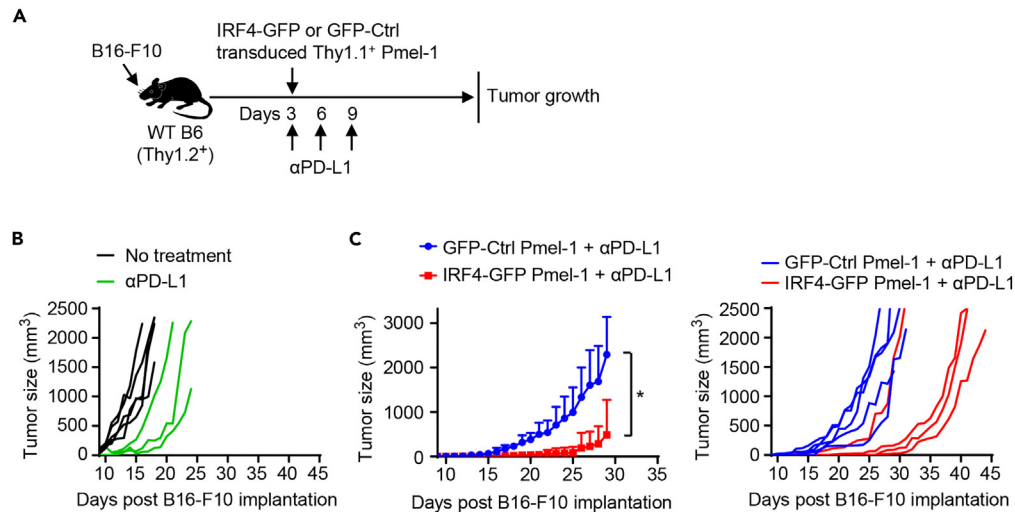 A
B16-F10
IRF4-GFP or GFP-Ctrl
transduced Thy1.1⁺ Pmel-1
WT B6
(Thy1.2⁺)
Days 3 6 9
αPD-L1
Tumor growth
B
No treatment
αPD-L1
Tumor size (mm³)
2500
2000
1500
1000
500
0
10 15 20 25 30 35 40 45
Days post B16-F10 implantation
C
GFP-Ctrl Pmel-1 + αPD-L1
IRF4-GFP Pmel-1 + αPD-L1
Tumor size (mm³)
3000
2000
1000
0
*
10 15 20 25 30 35
Days post B16-F10 implantation
GFP-Ctrl Pmel-1 + αPD-L1
IRF4-GFP Pmel-1 + αPD-L1
Tumor size (mm³)
2500
2000
1500
1000
500
0
10 15 20 25 30 35 40 45
Days post B16-F10 implantation